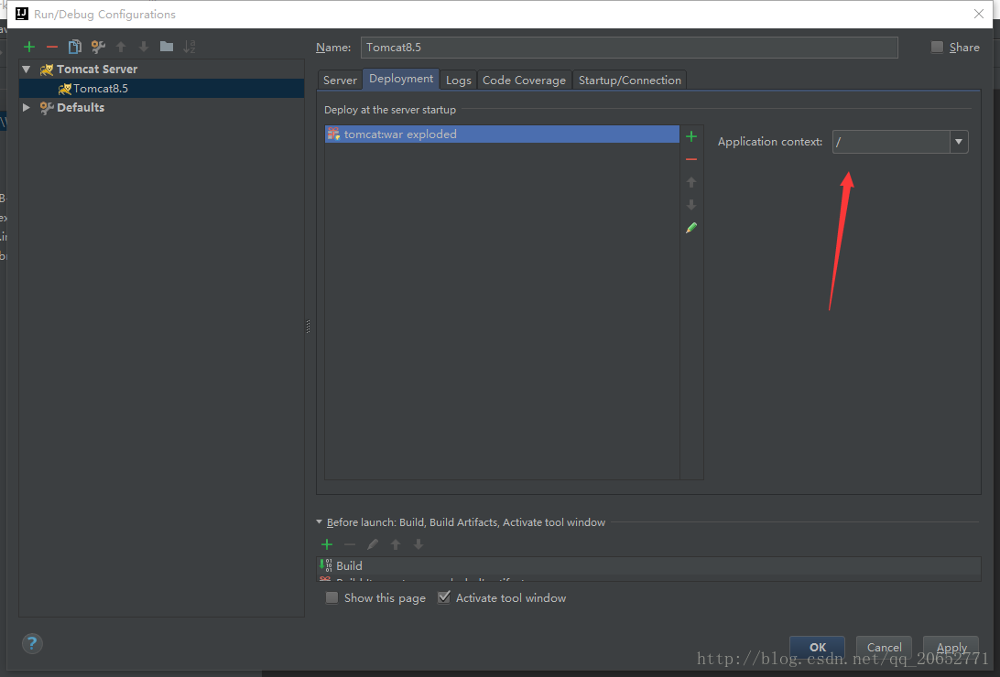 Run/Debug Configurations
Name: Tomcat8.5
Share
Tomcat Server
Tomcat8.5
Defaults
Server Deployment Logs Code Coverage Startup/Connection
Deploy at the server startup
tomcat:war exploded
Application context: /
Before launch: Build, Build Artifacts, Activate tool window
Build
Show this page Activate tool window
? OK Cancel Apply
http://blog.csdn.net/qq_20652771